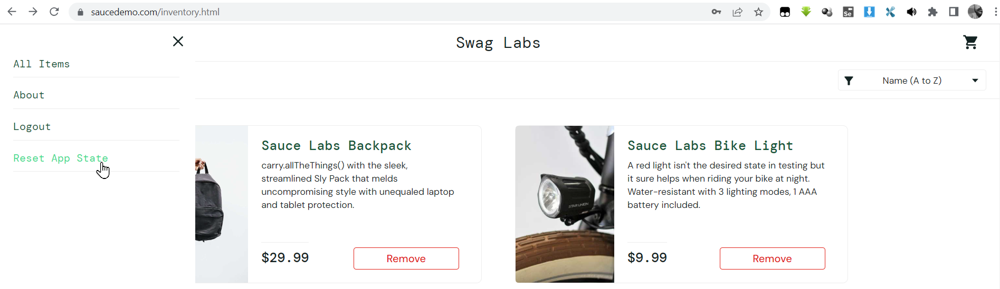 saucedemo.com/inventory.html
Se
Swag Labs
All Items
About
Logout
Reset App State
Name (A to Z)
Sauce Labs Backpack
carry.allTheThings() with the sleek,
streamlined Sly Pack that melds
uncompromising style with unequaled laptop
and tablet protection.
$29.99
Remove
Sauce Labs Bike Light
A red light isn't the desired state in testing but
it sure helps when riding your bike at night.
Water-resistant with 3 lighting modes, 1 AAA
battery included.
STAR UNION
$9.99
Remove